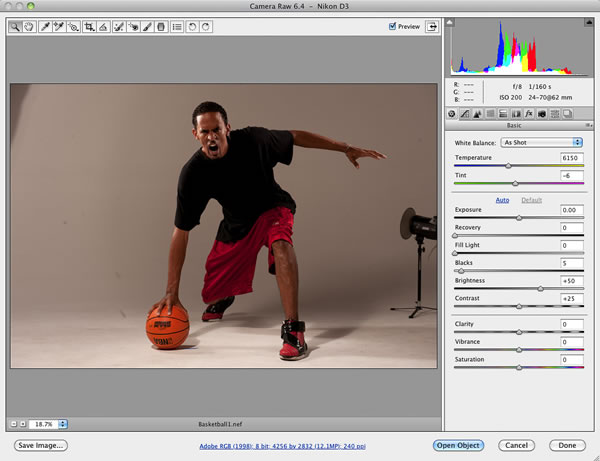 Camera Raw 6.4 – Nikon D3
Preview
R: ---
G: ---
B: ---
f/8 1/160 s
ISO 200 24-70@62 mm
Basic
White Balance: As Shot
Temperature 6150
Tint -6
Auto Default
Exposure 0.00
Recovery 0
Fill Light 0
Blacks 5
Brightness +50
Contrast +25
Clarity 0
Vibrance 0
Saturation 0
18.7%
Basketball1.nef
Save Image...
Adobe RGB (1998); 8 bit; 4256 by 2832 (12.1MP); 240 ppi
Open Object
Cancel
Done